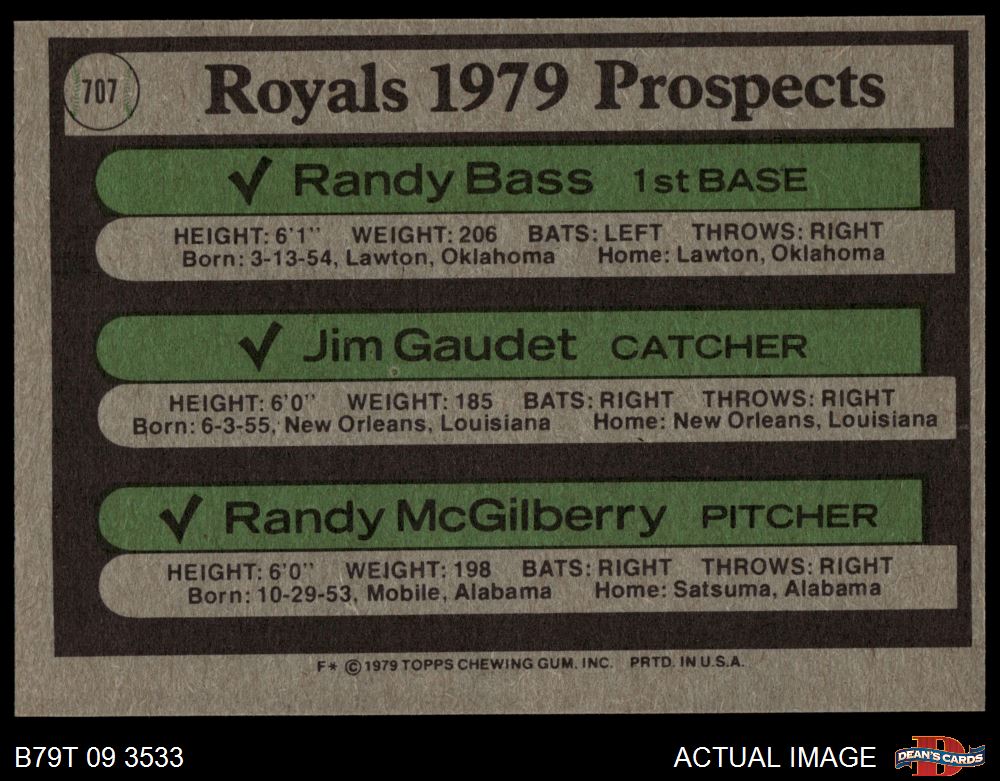 707
Royals 1979 Prospects
✓ Randy Bass 1st BASE
HEIGHT: 6'1" WEIGHT: 206 BATS: LEFT THROWS: RIGHT
Born: 3-13-54, Lawton, Oklahoma Home: Lawton, Oklahoma
✓ Jim Gaudet CATCHER
HEIGHT: 6'0" WEIGHT: 185 BATS: RIGHT THROWS: RIGHT
Born: 6-3-55, New Orleans, Louisiana Home: New Orleans, Louisiana
✓ Randy McGilberry PITCHER
HEIGHT: 6'0" WEIGHT: 198 BATS: RIGHT THROWS: RIGHT
Born: 10-29-53, Mobile, Alabama Home: Satsuma, Alabama
F* © 1979 TOPPS CHEWING GUM. INC. PRTD. IN U.S.A.
B79T 09 3533 ACTUAL IMAGE
D
DEAN'S CARDS